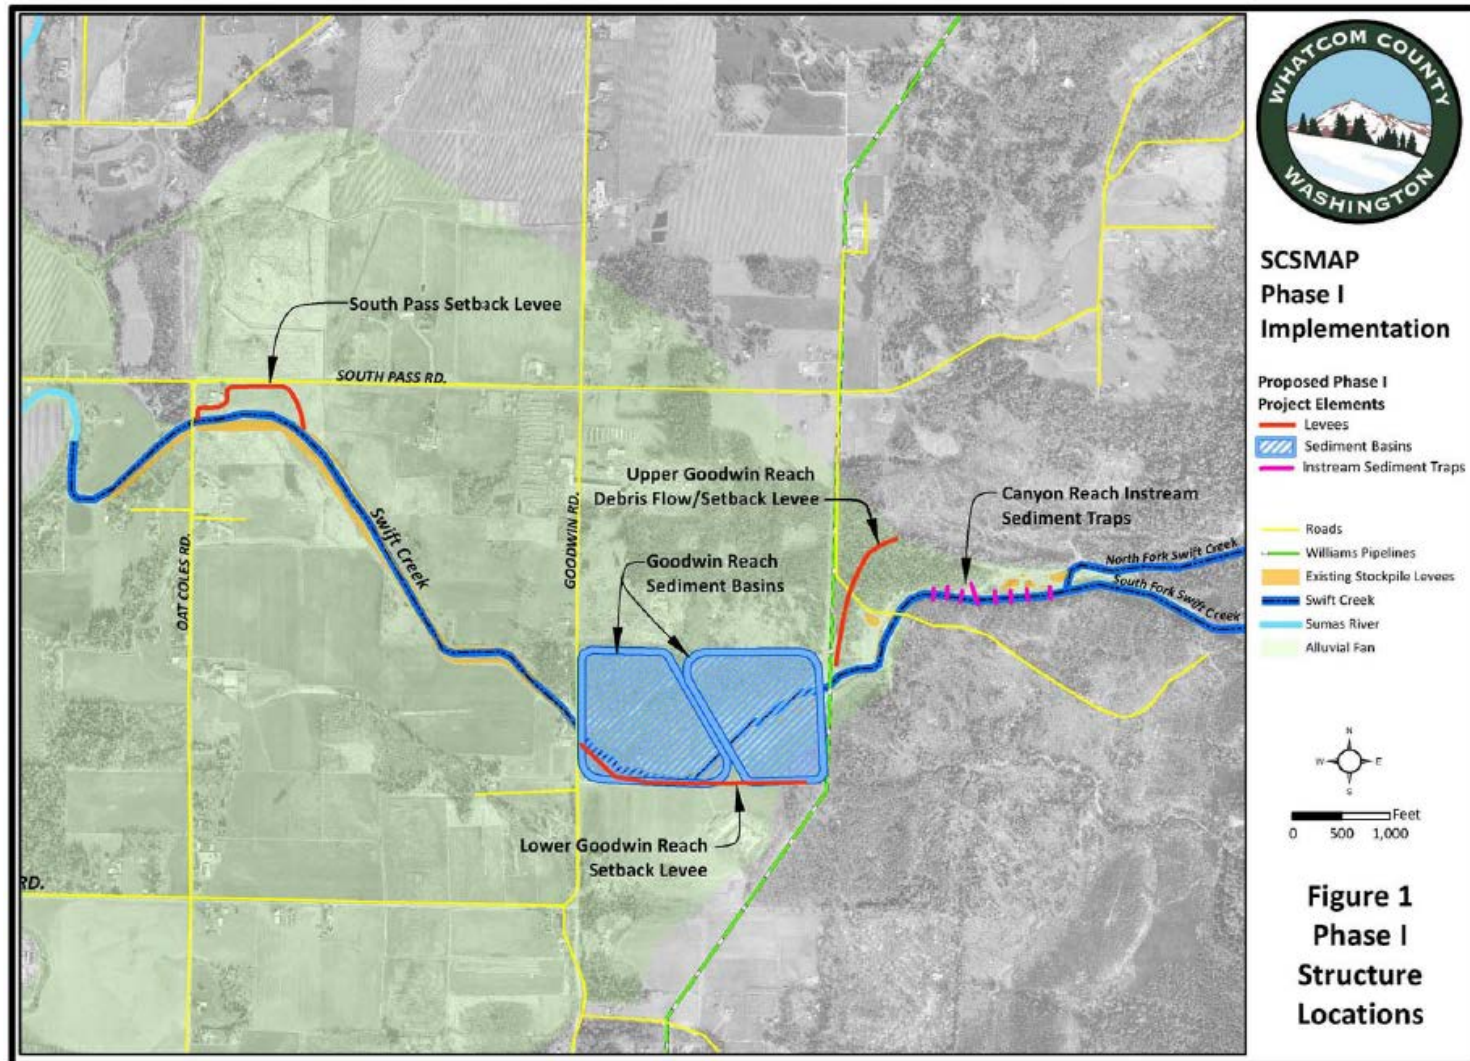 WHATCOM COUNTY
WASHINGTON
SCSMAP
Phase I
Implementation
Proposed Phase I
Project Elements
Levees
Sediment Basins
Instream Sediment Traps
Roads
Williams Pipelines
Existing Stockpile Levees
Swift Creek
Sumas River
Alluvial Fan
N
W
E
S
Feet
0 500 1,000
Figure 1
Phase I
Structure
Locations
South Pass Setback Levee
SOUTH PASS RD.
Upper Goodwin Reach
Debris Flow/Setback Levee
Canyon Reach Instream
Sediment Traps
North Fork Swift Creek
South Fork Swift Creek
Swift Creek
OAT COLES RD.
GOODWIN RD.
Goodwin Reach
Sediment Basins
Lower Goodwin Reach
Setback Levee
RD.